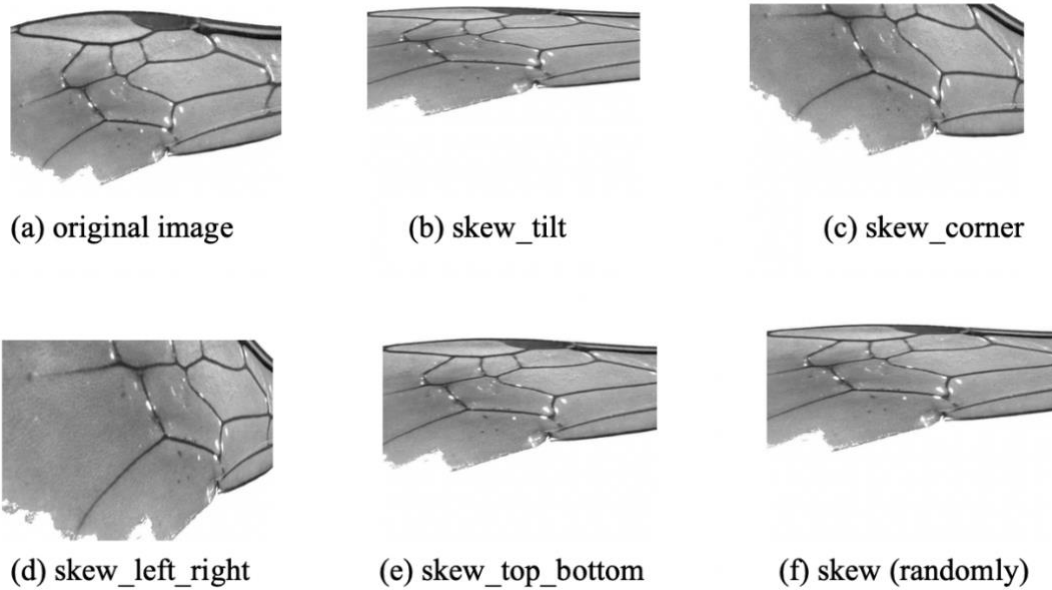 (a) original image
(b) skew_tilt
(c) skew_corner
(d) skew_left_right
(e) skew_top_bottom
(f) skew (randomly)